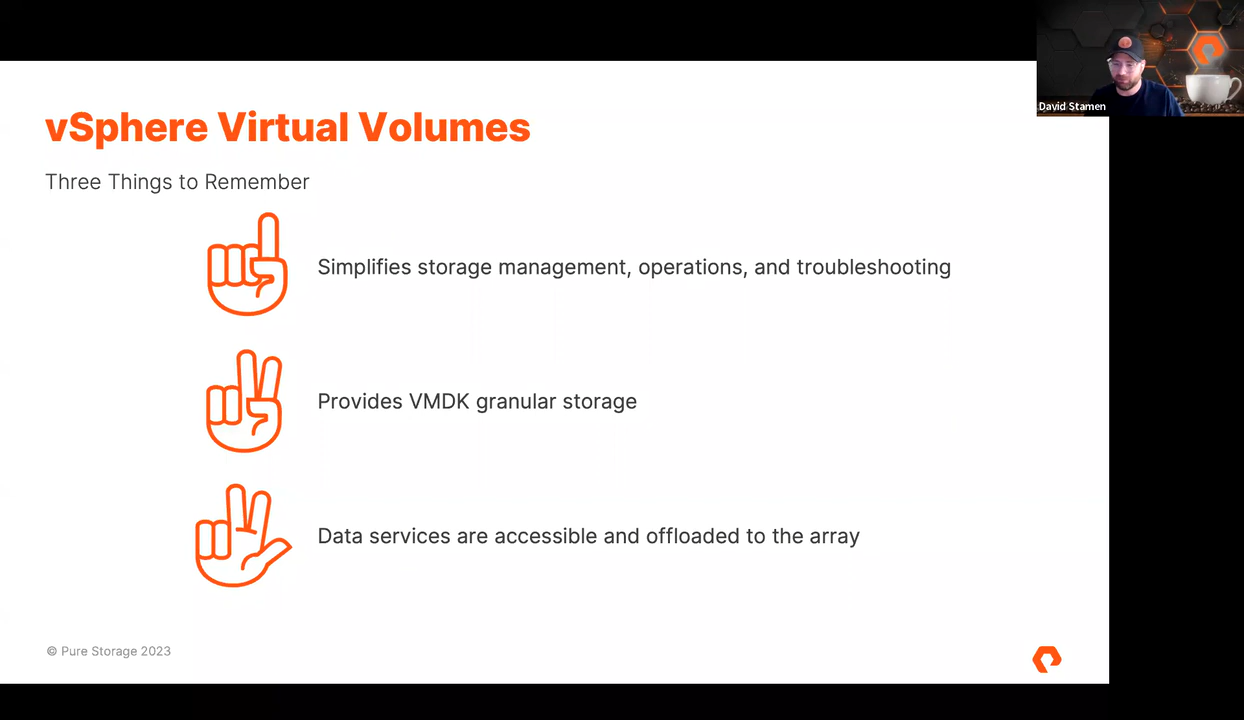 David Stamen
vSphere Virtual Volumes
Three Things to Remember
Simplifies storage management, operations, and troubleshooting
Provides VMDK granular storage
Data services are accessible and offloaded to the array
© Pure Storage 2023